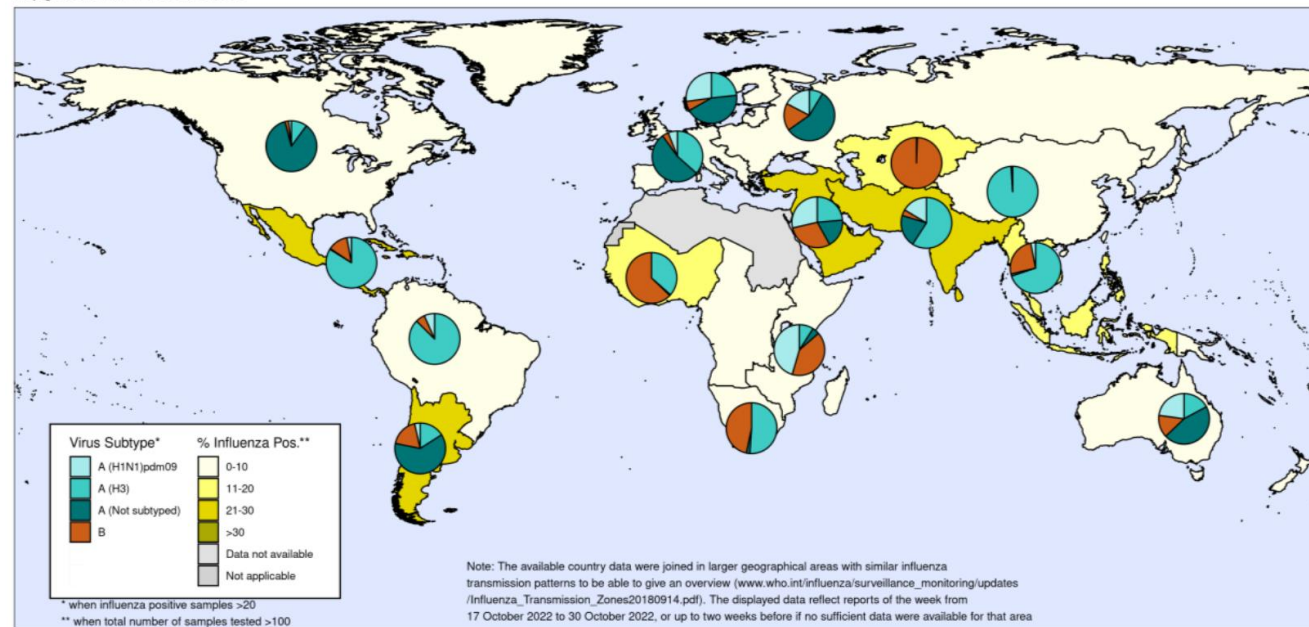 Virus Subtype*
A (H1N1)pdm09
A (H3)
A (Not subtyped)
B
% Influenza Pos.**
0-10
11-20
21-30
>30
Data not available
Not applicable
* when influenza positive samples >20
** when total number of samples tested >100
Note: The available country data were joined in larger geographical areas with similar influenza
transmission patterns to be able to give an overview (www.who.int/influenza/surveillance_monitoring/updates
/Influenza_Transmission_Zones20180914.pdf). The displayed data reflect reports of the week from
17 October 2022 to 30 October 2022, or up to two weeks before if no sufficient data were available for that area